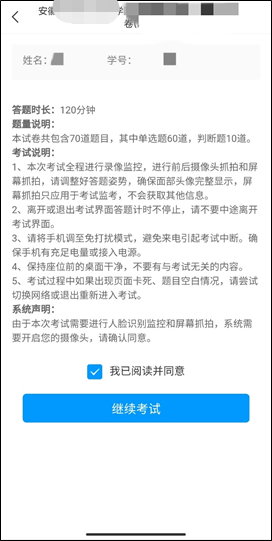 安徽
卷(
姓名：
学号：
答题时长：120分钟
题量说明：
本试卷共包含70道题目，其中单选题60道，判断题10道。
考试说明：
1、本次考试全程进行录像监控，进行前后摄像头抓拍和屏
幕抓拍，请调整好答题姿势，确保面部头像完整显示，屏
幕抓拍只应用于考试监考，不会获取其他信息。
2、离开或退出考试界面答题计时不停止，请不要中途离开
考试界面。
3、请将手机调至免打扰模式，避免来电引起考试中断。确
保手机有充足电量或接入电源。
4、保持座位前的桌面干净，不要有与考试无关的内容。
5、考试过程中如果出现页面卡死、题目空白情况，请尝试
切换网络或退出重新进入考试。
系统声明：
由于本次考试需要进行人脸识别监控和屏幕抓拍，系统需
要开启您的摄像头，请确认同意。
我已阅读并同意
继续考试